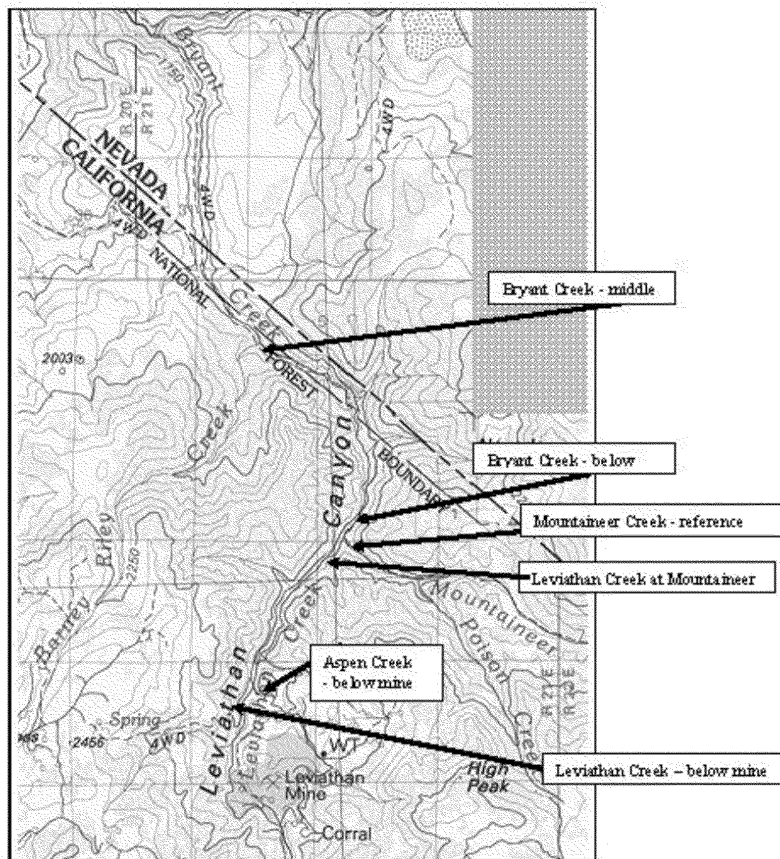 Bryant
1750
R 20 E
R 21 E
4WD
NEVADA
CALIFORNIA
4WD
4WD
NATIONAL
Creek
FOREST
Bryant Creek - middle
2003
Creek
Canyon
BOUNDARY
Bryant Creek - below
Mountaineer Creek - reference
Riley
2250
Barney
Leviathan Creek at Mountaineer
Creek
Mountaineer
Poison
Creek
R 21 E
Aspen Creek
- below mine
Leviathan
Leviathan
Spring
2456
4WD
WT
High
Peak
Leviathan Creek – below mine
Leviathan
Mine
Corral